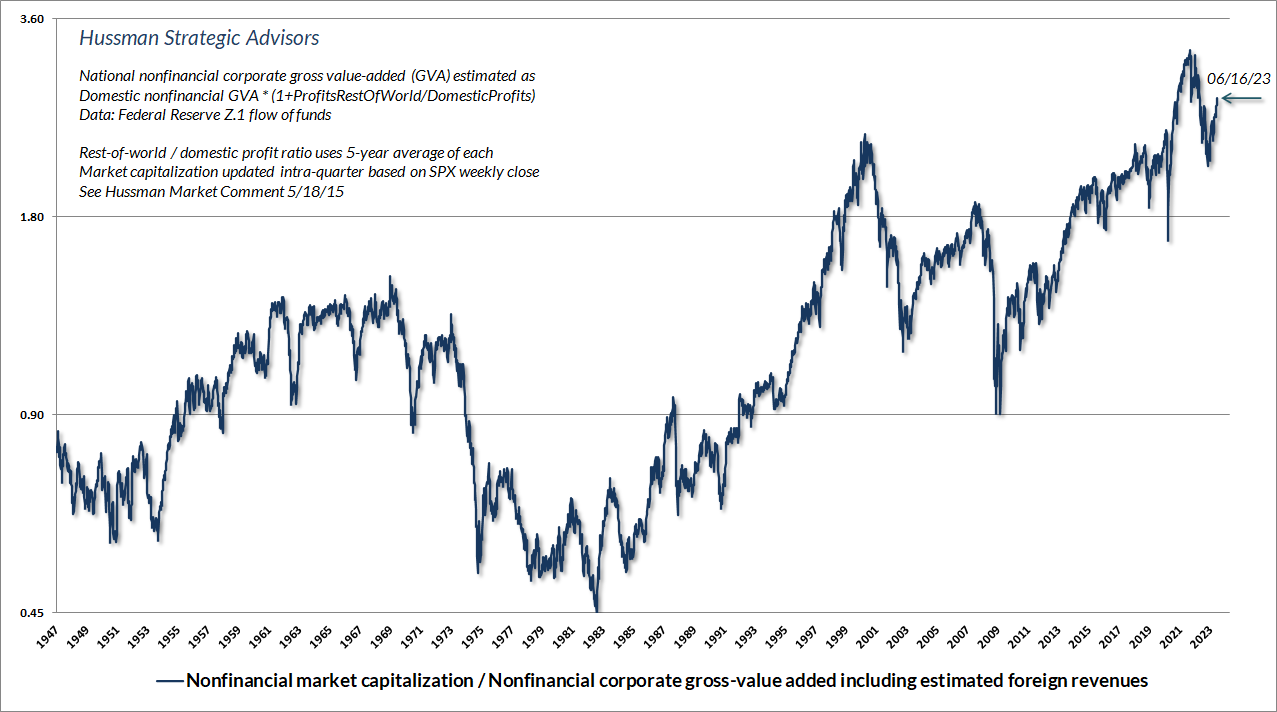 3.60
Hussman Strategic Advisors
National nonfinancial corporate gross value-added (GVA) estimated as
Domestic nonfinancial GVA * (1+ProfitsRestOfWorld/DomesticProfits)
Data: Federal Reserve Z.1 flow of funds
06/16/23
Rest-of-world / domestic profit ratio uses 5-year average of each
Market capitalization updated intra-quarter based on SPX weekly close
See Hussman Market Comment 5/18/15
1.80
0.90
0.45
1947 1949 1951 1953 1955 1957 1959 1961 1963 1965 1967 1969 1971 1973 1975 1977 1979 1981 1983 1985 1987 1989 1991 1993 1995 1997 1999 2001 2003 2005 2007 2009 2011 2013 2015 2017 2019 2021 2023
Nonfinancial market capitalization / Nonfinancial corporate gross-value added including estimated foreign revenues